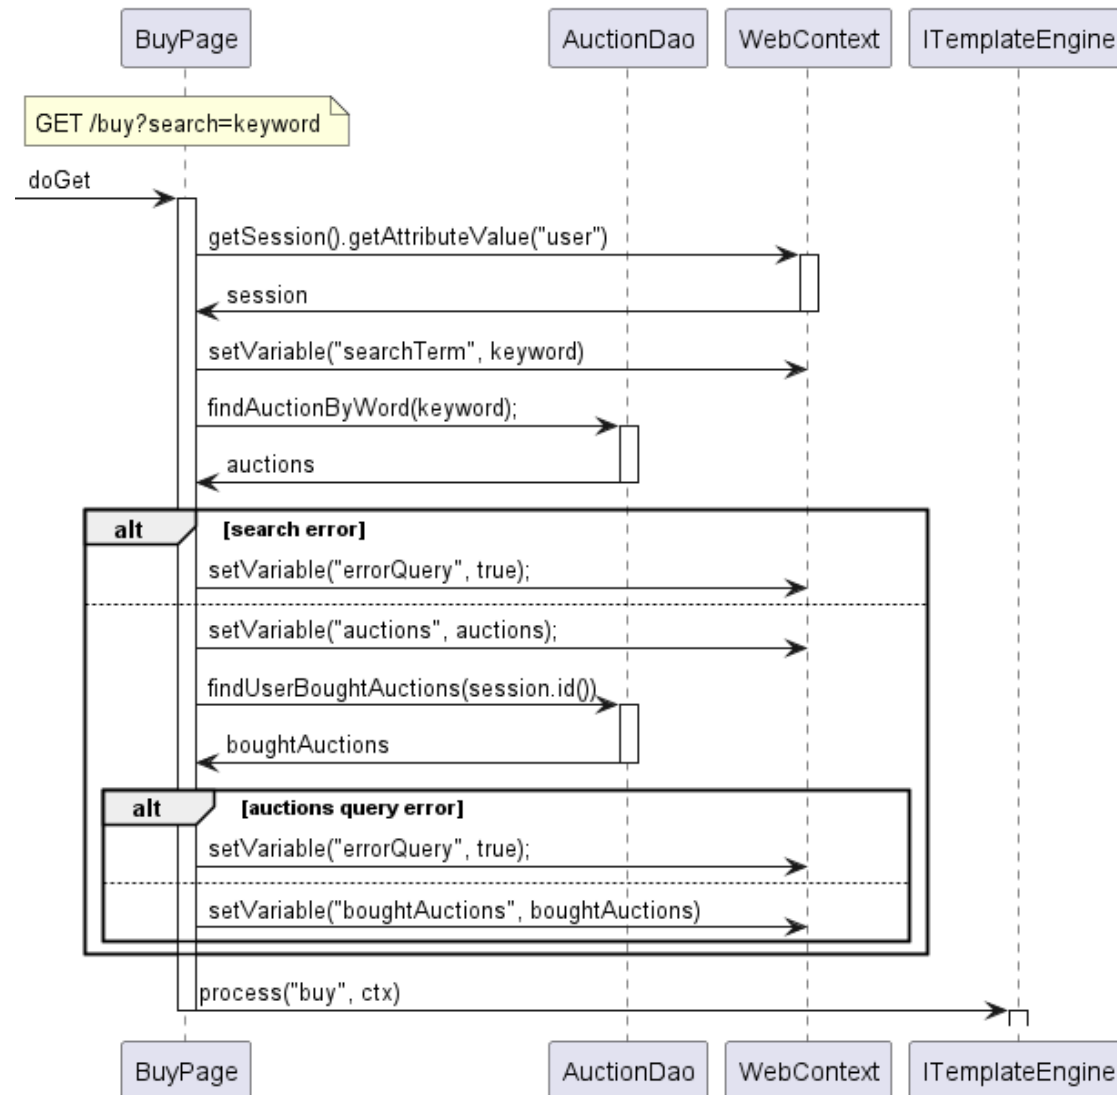 BuyPage
AuctionDao
WebContext
ITemplateEngine
GET /buy?search=keyword
doGet
getSession().getAttributeValue("user")
session
setVariable("searchTerm", keyword)
findAuctionByWord(keyword);
auctions
alt
[search error]
setVariable("errorQuery", true);
setVariable("auctions", auctions);
findUserBoughtAuctions(session.id())
boughtAuctions
alt
[auctions query error]
setVariable("errorQuery", true);
setVariable("boughtAuctions", boughtAuctions)
process("buy", ctx)
BuyPage
AuctionDao
WebContext
ITemplateEngine